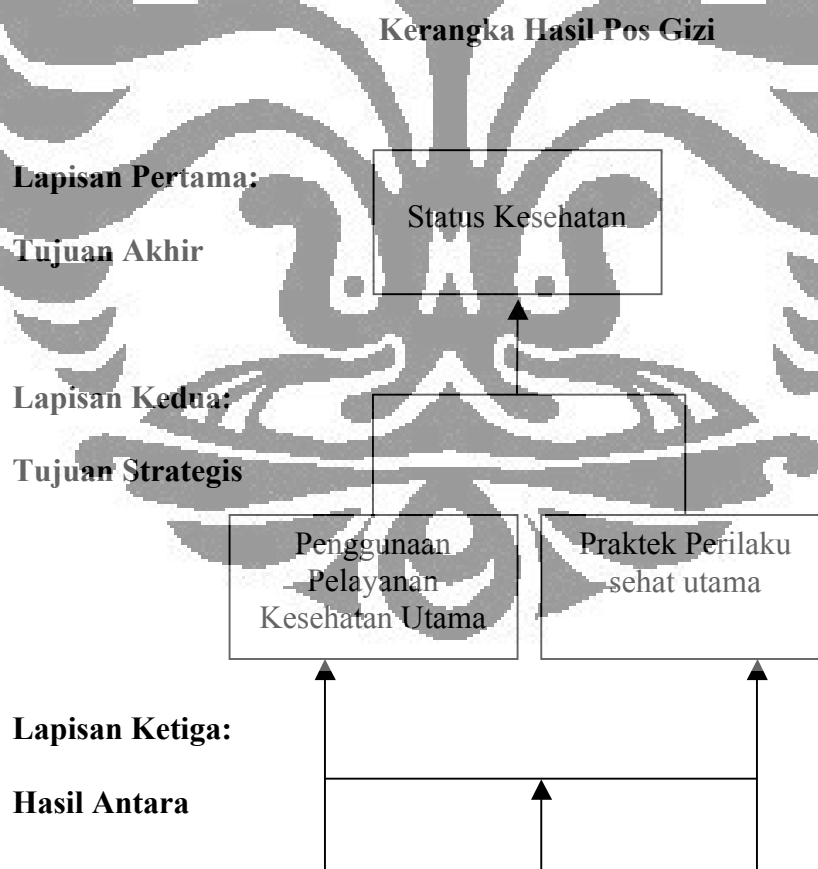 Kerangka Hasil Pos Gizi
Lapisan Pertama:
Tujuan Akhir
Status Kesehatan
Lapisan Kedua:
Tujuan Strategis
Penggunaan
Pelayanan
Kesehatan Utama
Praktek Perilaku
sehat utama
Lapisan Ketiga:
Hasil Antara